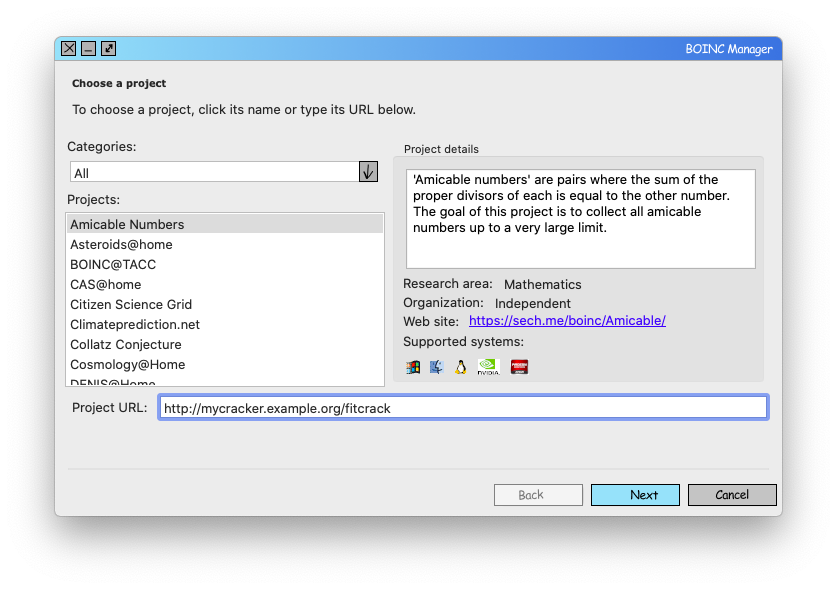 BOINC Manager
Choose a project
To choose a project, click its name or type its URL below.
Categories:
All
Projects:
Amicable Numbers
Asteroids@home
BOINC@TACC
CAS@home
Citizen Science Grid
Climateprediction.net
Collatz Conjecture
Cosmology@Home
DENIS@Home
Project details
'Amicable numbers' are pairs where the sum of the
proper divisors of each is equal to the other number.
The goal of this project is to collect all amicable
numbers up to a very large limit.
Research area: Mathematics
Organization: Independent
Web site: https://sech.me/boinc/Amicable/
Supported systems:
NVIDIA.
Project URL: http://mycracker.example.org/fitcrack
Back
Next
Cancel